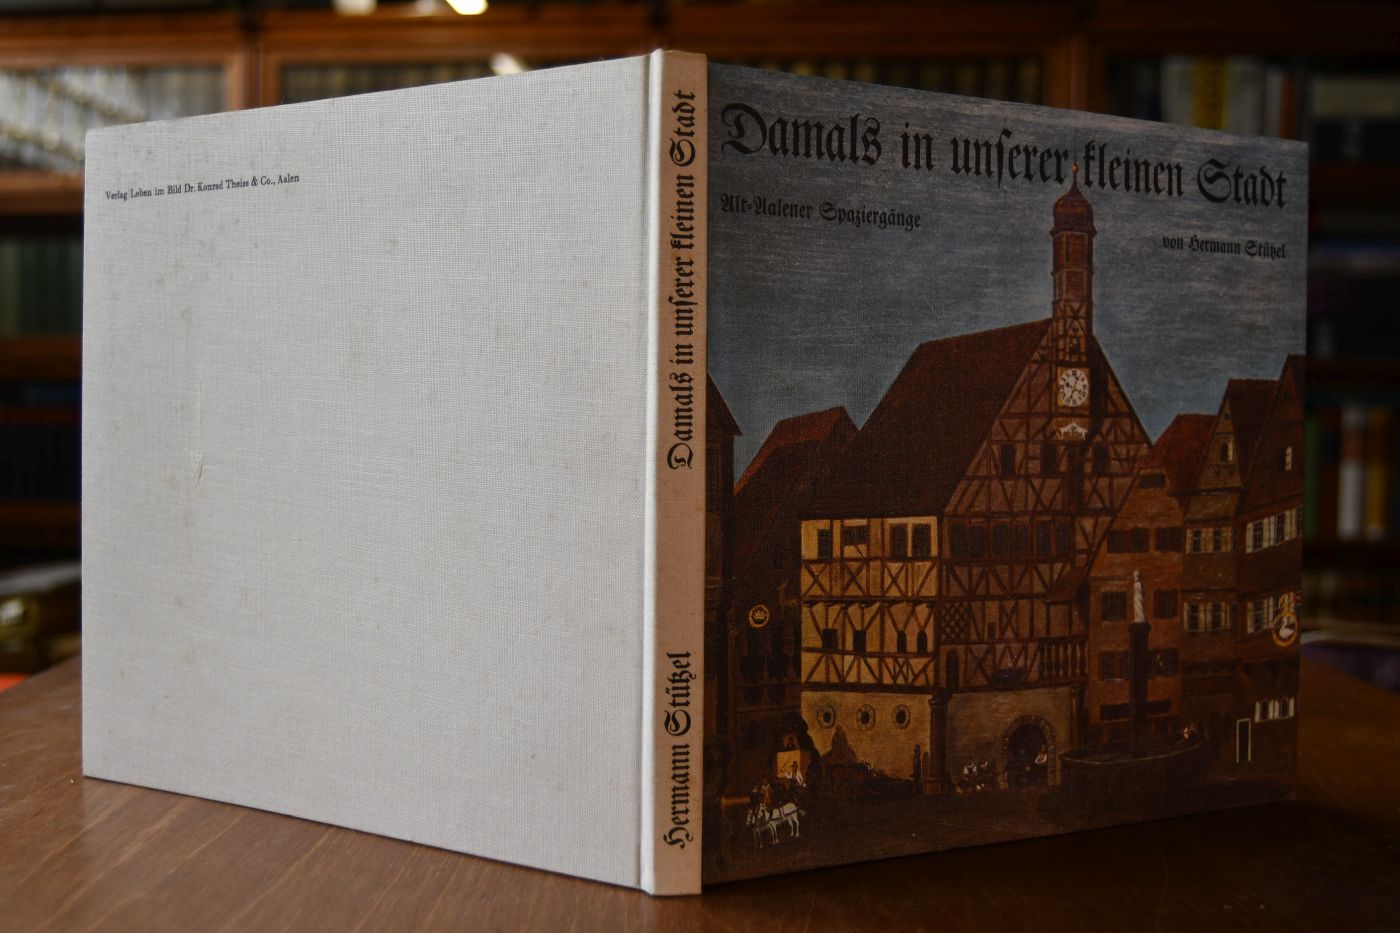 Verlag Leben im Bild Dr. Konrad Theiss & Co., Aalen
Hermann Stützel Damals in unſerer kleinen Stadt
Damals in unſerer kleinen Stadt
Alt-Aalener Spaziergänge
von Hermann Stützel